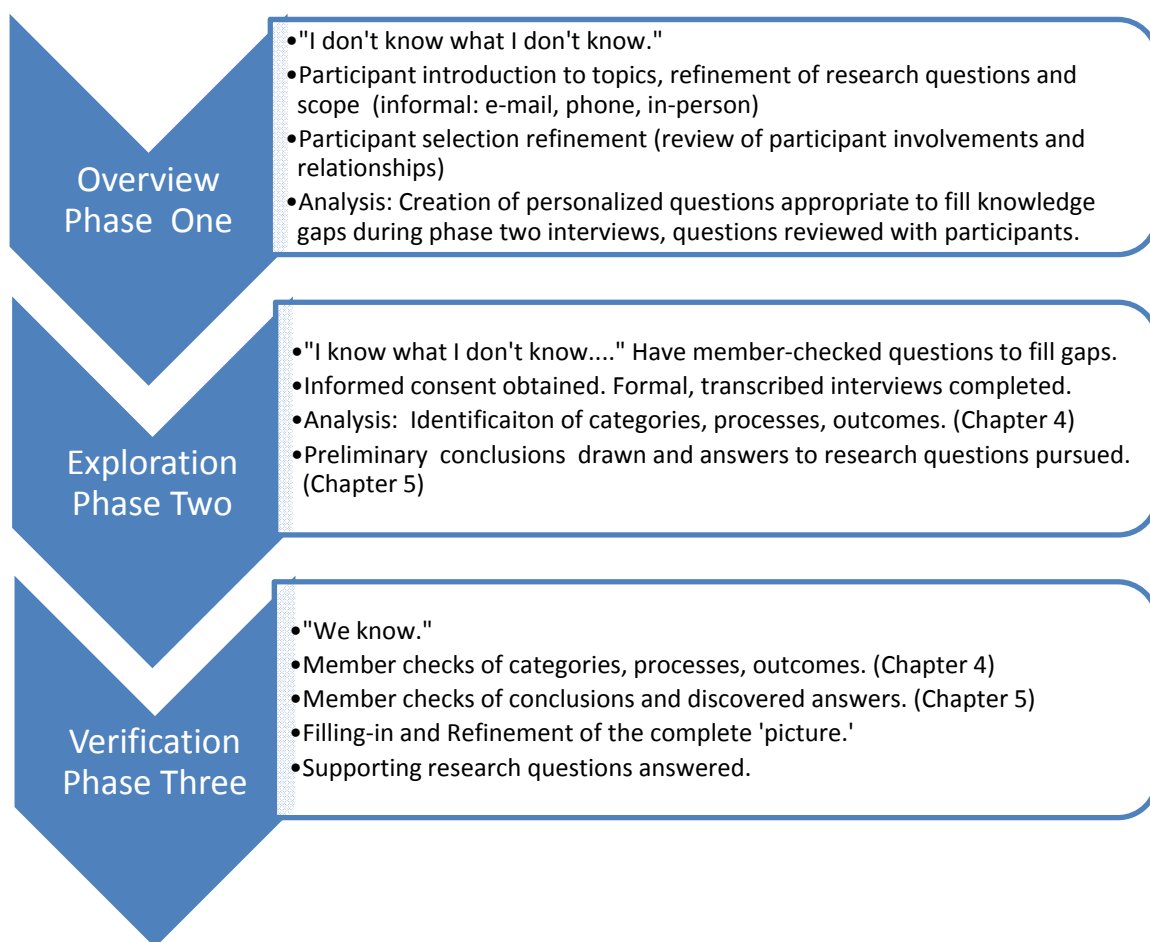 Overview
Phase One
•"I don't know what I don't know."
•Participant introduction to topics, refinement of research questions and
scope (informal: e-mail, phone, in-person)
•Participant selection refinement (review of participant involvements and
relationships)
•Analysis: Creation of personalized questions appropriate to fill knowledge
gaps during phase two interviews, questions reviewed with participants.
Exploration
Phase Two
•"I know what I don't know...." Have member-checked questions to fill gaps.
•Informed consent obtained. Formal, transcribed interviews completed.
•Analysis: Identificaiton of categories, processes, outcomes. (Chapter 4)
•Preliminary conclusions drawn and answers to research questions pursued.
(Chapter 5)
Verification
Phase Three
•"We know."
•Member checks of categories, processes, outcomes. (Chapter 4)
•Member checks of conclusions and discovered answers. (Chapter 5)
•Filling-in and Refinement of the complete 'picture.'
•Supporting research questions answered.